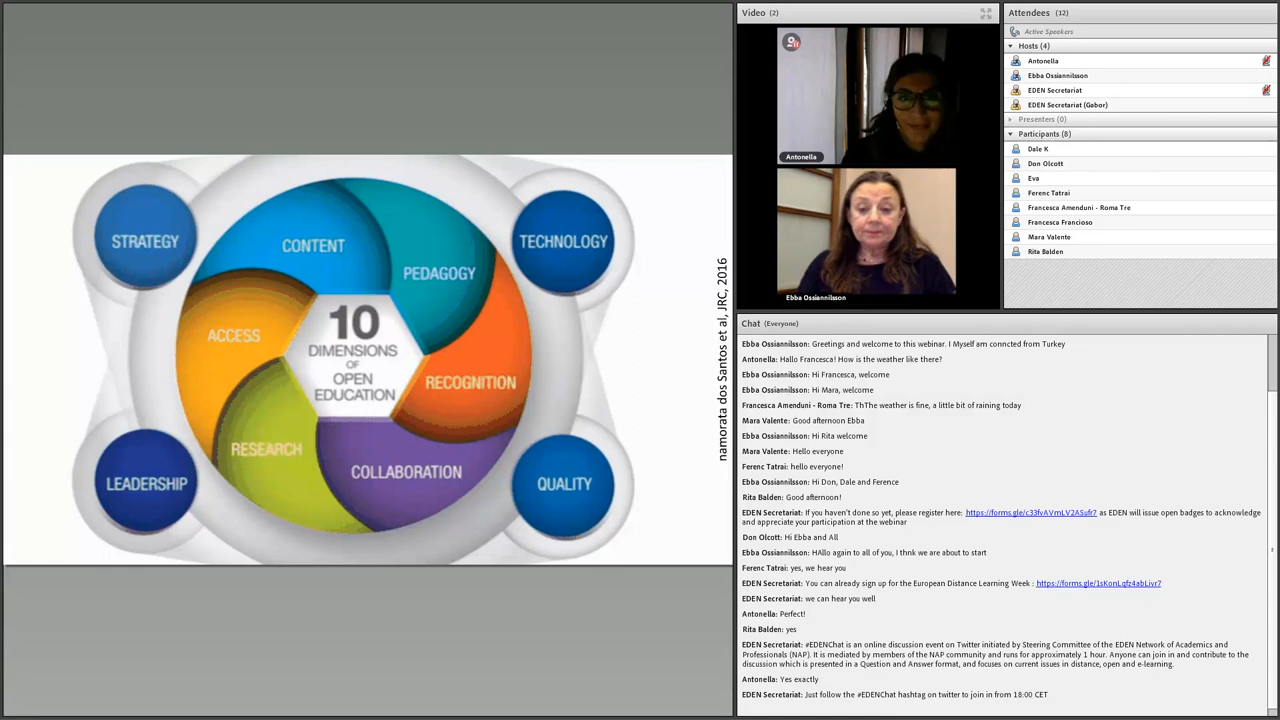 STRATEGY
CONTENT
PEDAGOGY
TECHNOLOGY
ACCESS
10
DIMENSIONS
OF
OPEN
EDUCATION
RECOGNITION
RESEARCH
COLLABORATION
LEADERSHIP
QUALITY
namorata dos Santos et al, JRC, 2016
Video (2)
Antonella
Ebba Ossiannilsson
Attendees (12)
Active Speakers
Hosts (4)
Antonella
Ebba Ossiannilsson
EDEN Secretariat
EDEN Secretariat (Gabor)
Presenters (0)
Participants (8)
Dale K
Don Olcott
Eva
Ferenc Tatrai
Francesca Amenduni - Roma Tre
Francesca Francioso
Mara Valente
Rita Balden
Chat (Everyone)
Ebba Ossiannilsson: Greetings and welcome to this webinar. I Myself am conncted from Turkey
Antonella: Hallo Francesca! How is the weather like there?
Ebba Ossiannilsson: Hi Francesca, welcome
Ebba Ossiannilsson: Hi Mara, welcome
Francesca Amenduni - Roma Tre: ThThe weather is fine, a little bit of raining today
Mara Valente: Good afternoon Ebba
Ebba Ossiannilsson: Hi Rita welcome
Mara Valente: Hello everyone
Ferenc Tatrai: hello everyone!
Ebba Ossiannilsson: Hi Don, Dale and Ference
Rita Balden: Good afternoon!
EDEN Secretariat: If you haven't done so yet, please register here: https://forms.gle/c33fvAVmLV2ASufr7 as EDEN will issue open badges to acknowledge
and appreciate your participation at the webinar
Don Olcott: Hi Ebba and All
Ebba Ossiannilsson: HAllo again to all of you, I thnk we are about to start
Ferenc Tatrai: yes, we hear you
EDEN Secretariat: You can already sign up for the European Distance Learning Week : https://forms.gle/1sKonLqfz4abLivr7
EDEN Secretariat: we can hear you well
Antonella: Perfect!
Rita Balden: yes
EDEN Secretariat: #EDENChat is an online discussion event on Twitter initiated by Steering Committee of the EDEN Network of Academics and
Professionals (NAP). It is mediated by members of the NAP community and runs for approximately 1 hour. Anyone can join in and contribute to the
discussion which is presented in a Question and Answer format, and focuses on current issues in distance, open and e-learning.
Antonella: Yes exactly
EDEN Secretariat: Just follow the #EDENChat hashtag on twitter to join in from 18:00 CET